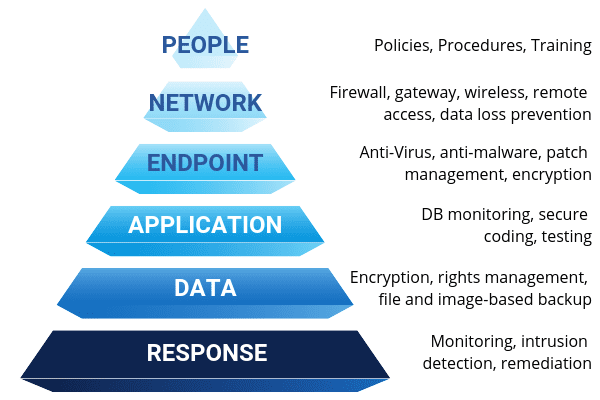 PEOPLE
Policies, Procedures, Training
NETWORK
Firewall, gateway, wireless, remote
access, data loss prevention
ENDPOINT
Anti-Virus, anti-malware, patch
management, encryption
APPLICATION
DB monitoring, secure
coding, testing
DATA
Encryption, rights management,
file and image-based backup
RESPONSE
Monitoring, intrusion
detection, remediation